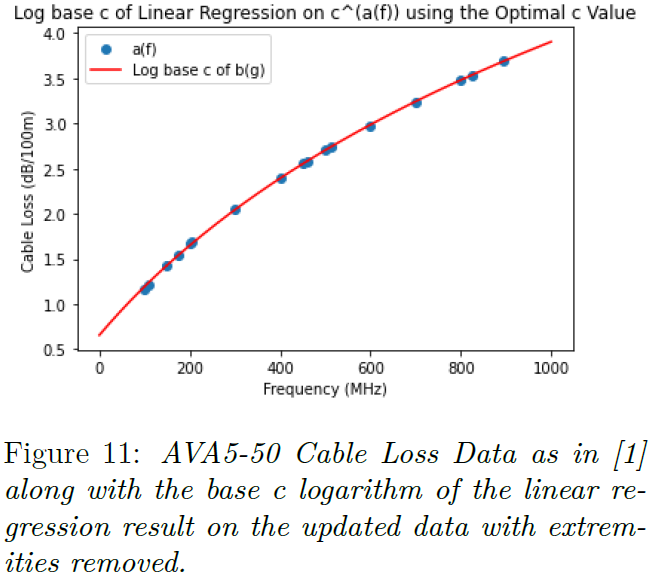 Log base c of Linear Regression on c^(a(f)) using the Optimal c Value
4.0
3.5
3.0
2.5
2.0
1.5
1.0
0.5
Cable Loss (dB/100m)
a(f)
Log base c of b(g)
0 200 400 600 800 1000
Frequency (MHz)
Figure 11: AVA5-50 Cable Loss Data as in [1]
along with the base c logarithm of the linear re-
gression result on the updated data with extrem-
ities removed.